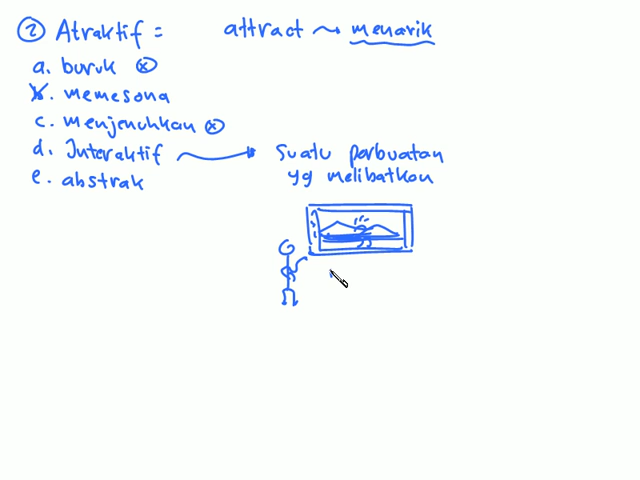 2 Atraktif = attract → menarik
a. buruk x
b. memesona
c. menjenuhkan x
d. Interaktif → suatu perbuatan
yg melibatkan
e. abstrak